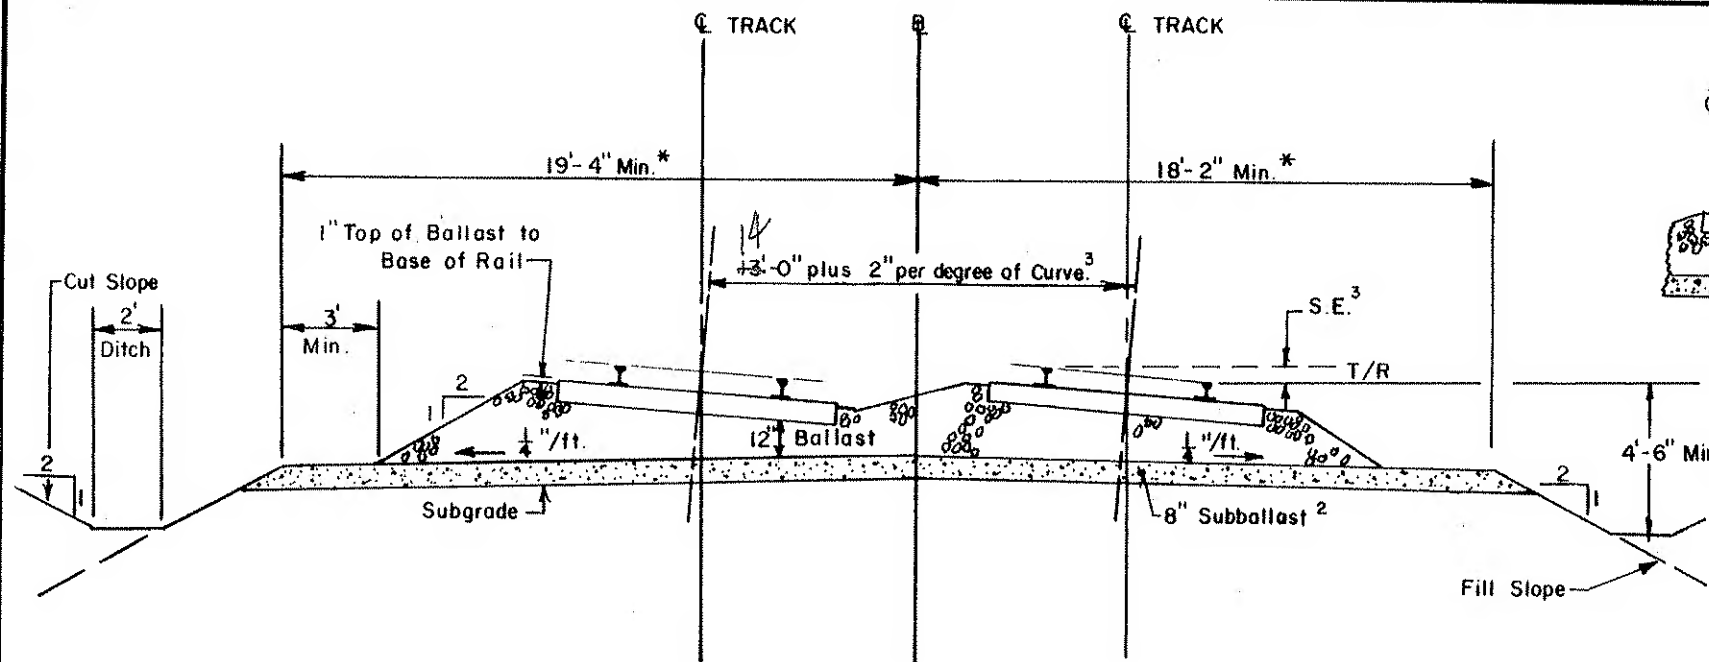 ℄ TRACK
℄ TRACK
19'-4" Min.*
18'-2" Min.*
1" Top of Ballast to
Base of Rail
14
13'-0" plus 2" per degree of Curve.³
Cut Slope
2'
Ditch
3'
Min.
S.E.³
T/R
2
1
2
1
1/4"/ft.
12" Ballast
1/4"/ft.
4'-6" Min
2
1
Subgrade
8" Subballast ²
Fill Slope